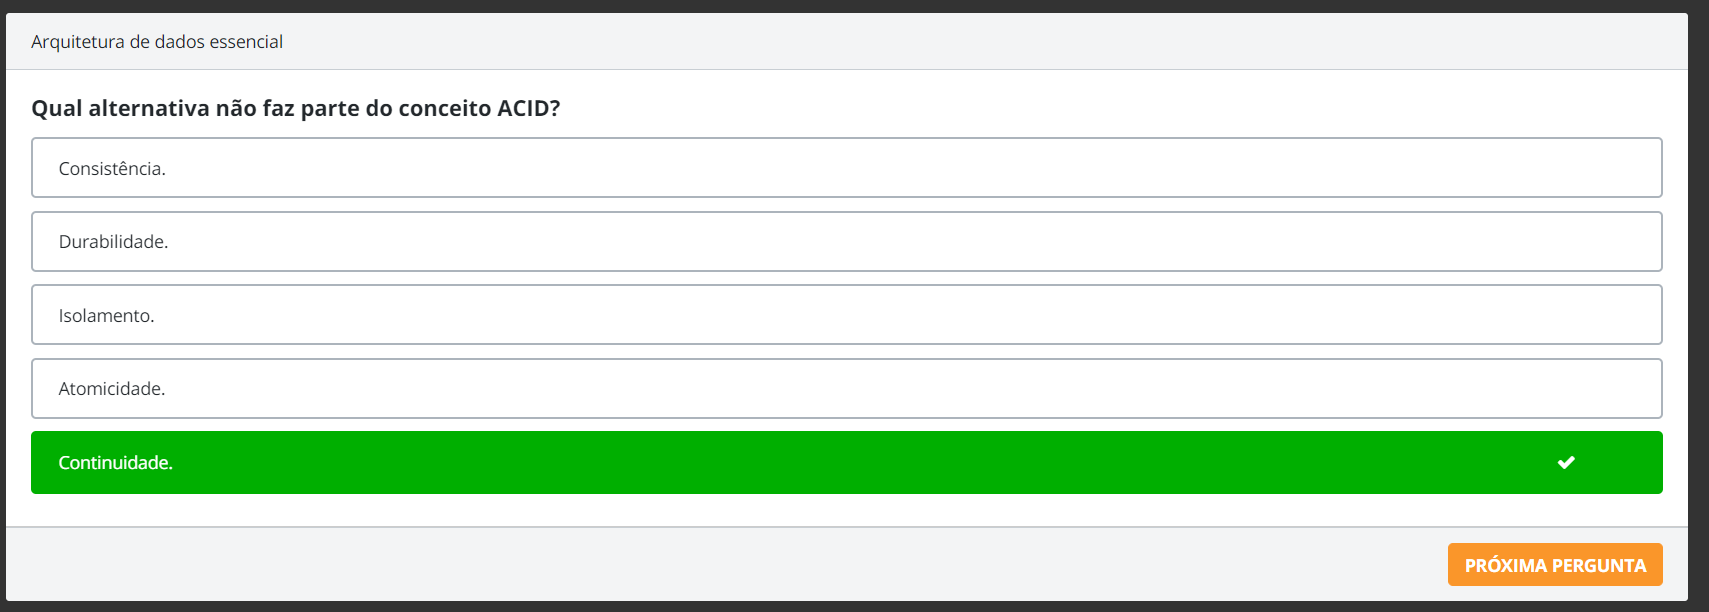 Arquitetura de dados essencial
Qual alternativa não faz parte do conceito ACID?
Consistência.
Durabilidade.
Isolamento.
Atomicidade.
Continuidade.
PRÓXIMA PERGUNTA